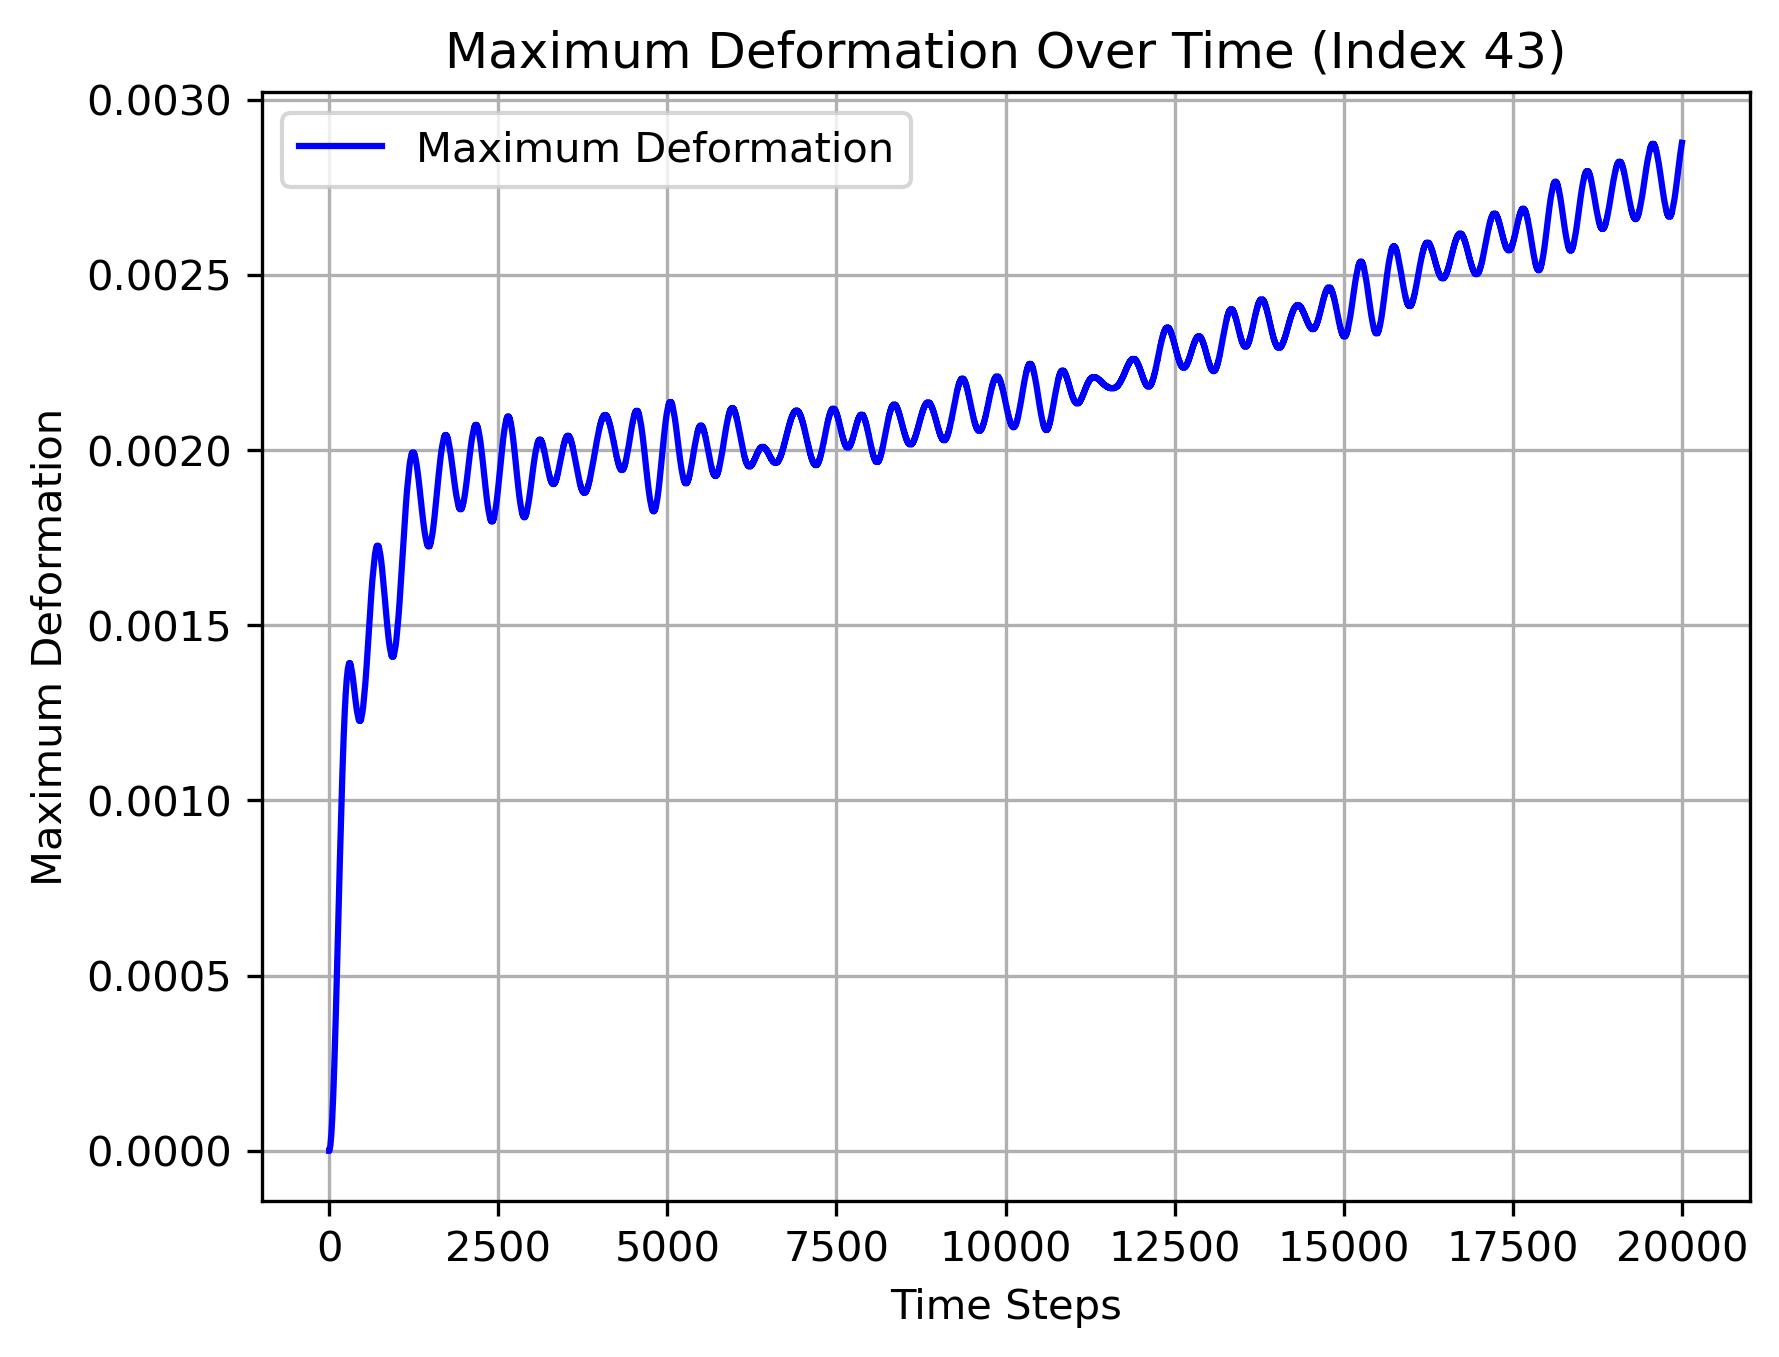 Maximum Deformation Over Time (Index 43)
Maximum Deformation
0.0030
0.0025
0.0020
0.0015
0.0010
0.0005
0.0000
Maximum Deformation
0 2500 5000 7500 10000 12500 15000 17500 20000
Time Steps